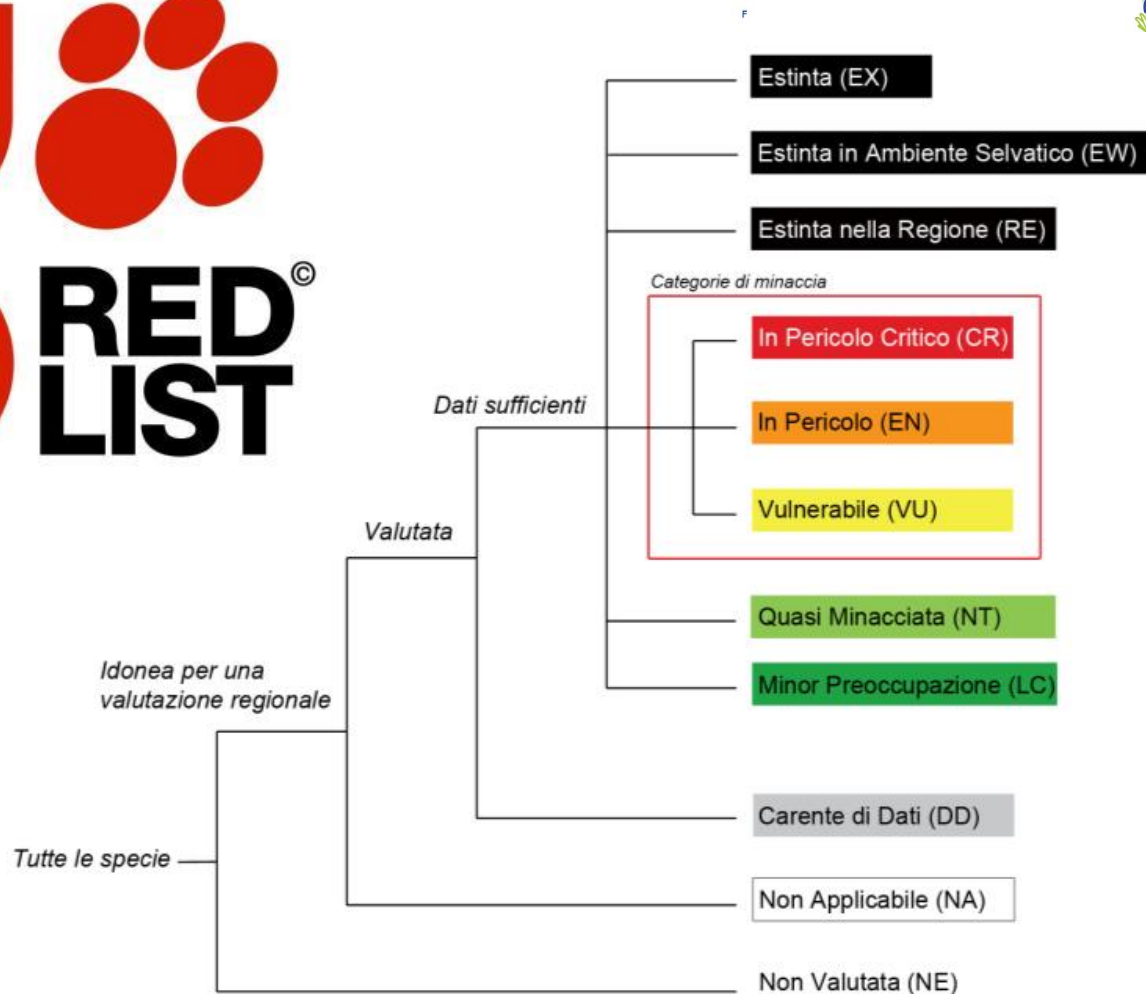 F
RED©
LIST
Estinta (EX)
Estinta in Ambiente Selvatico (EW)
Estinta nella Regione (RE)
Categorie di minaccia
In Pericolo Critico (CR)
In Pericolo (EN)
Vulnerabile (VU)
Quasi Minacciata (NT)
Minor Preoccupazione (LC)
Dati sufficienti
Valutata
Idonea per una
valutazione regionale
Tutte le specie
Carente di Dati (DD)
Non Applicabile (NA)
Non Valutata (NE)